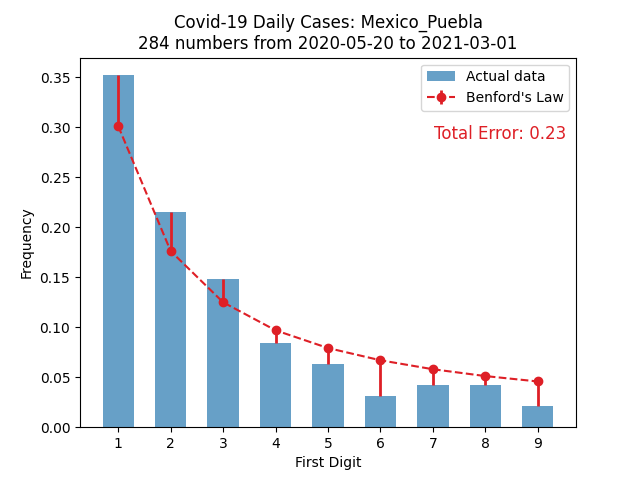 Covid-19 Daily Cases: Mexico_Puebla
284 numbers from 2020-05-20 to 2021-03-01
Actual data
Benford's Law
Total Error: 0.23
Frequency
0.35
0.30
0.25
0.20
0.15
0.10
0.05
0.00
1 2 3 4 5 6 7 8 9
First Digit